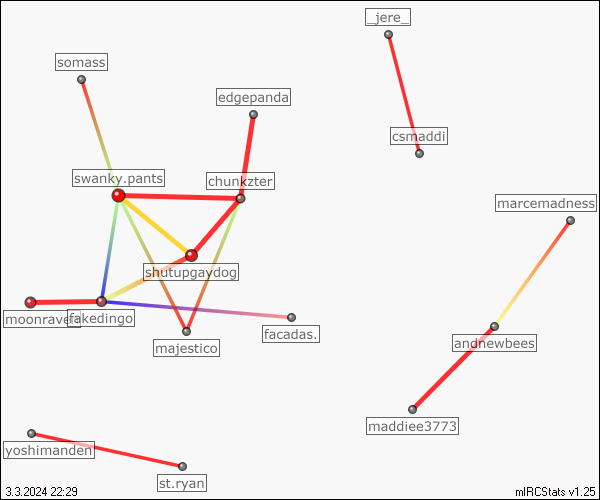 _jere_
somass
edgepanda
csmaddi
swanky.pants
chunkzter
marcemadness
shutupgaydog
moonraven
fakedingo
facadas.
majestico
andnewbees
maddiee3773
yoshimanden
st.ryan
3.3.2024 22:29
mIRCStats v1.25